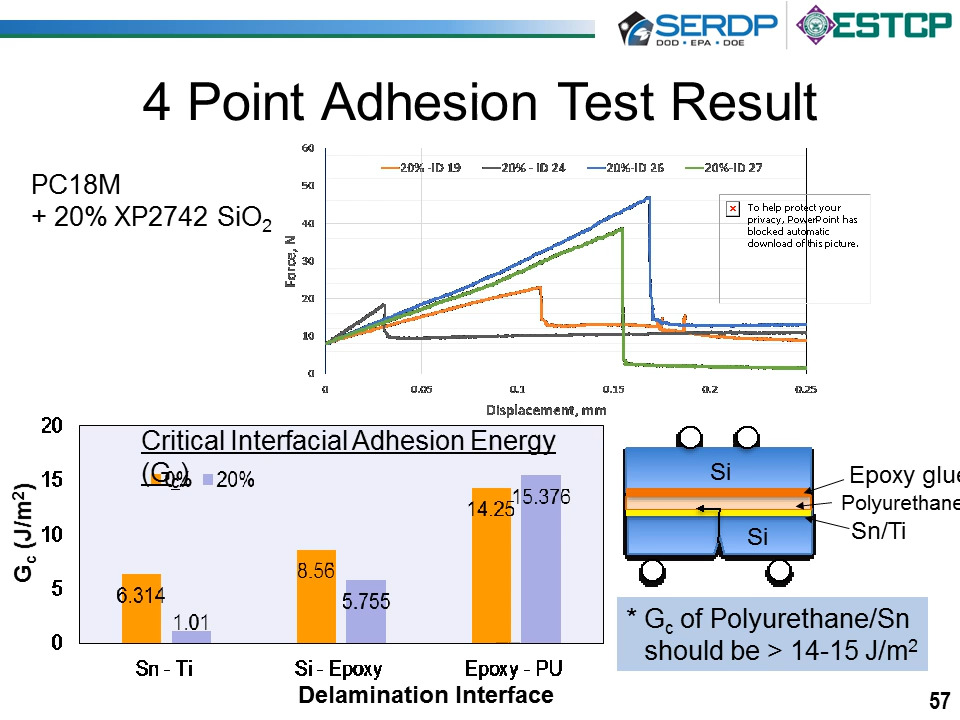 SERDP
DOD • EPA • DOE
ESTCP
4 Point Adhesion Test Result
PC18M
+ 20% XP2742 SiO2
60
50
40
30
20
10
0
Force, N
20% -ID 19
20% - ID 24
20%-ID 26
20%-ID 27
To help protect your
privacy, PowerPoint has
blocked automatic
download of this picture.
0
0.05
0.1
0.15
0.2
0.25
Displacement, mm
20
15
10
5
0
Gc (J/m2)
Critical Interfacial Adhesion Energy
(Gc)
0%
20%
6.314
1.01
8.56
5.755
14.25
15.376
Sn - Ti
Si - Epoxy
Epoxy - PU
Delamination Interface
Si
Si
Epoxy glue
Polyurethane
Sn/Ti
* Gc of Polyurethane/Sn
should be > 14-15 J/m2
57